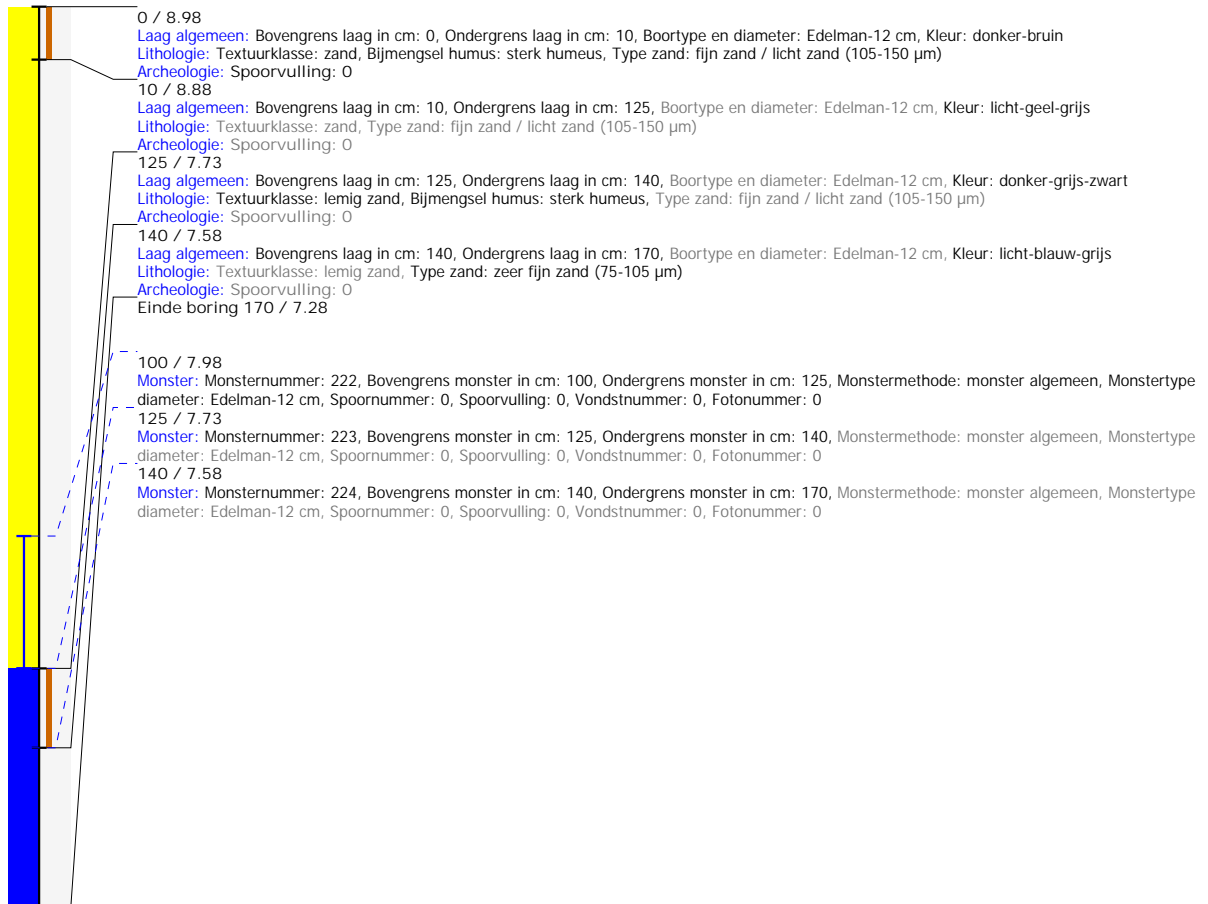 0 / 8.98
Laag algemeen: Bovengrens laag in cm: 0, Ondergrens laag in cm: 10, Boortype en diameter: Edelman-12 cm, Kleur: donker-bruin
Lithologie: Textuurklasse: zand, Bijmengsel humus: sterk humeus, Type zand: fijn zand / licht zand (105-150 µm)
Archeologie: Spoorvulling: 0
10 / 8.88
Laag algemeen: Bovengrens laag in cm: 10, Ondergrens laag in cm: 125, Boortype en diameter: Edelman-12 cm, Kleur: licht-geel-grijs
Lithologie: Textuurklasse: zand, Type zand: fijn zand / licht zand (105-150 µm)
Archeologie: Spoorvulling: 0
125 / 7.73
Laag algemeen: Bovengrens laag in cm: 125, Ondergrens laag in cm: 140, Boortype en diameter: Edelman-12 cm, Kleur: donker-grijs-zwart
Lithologie: Textuurklasse: lemig zand, Bijmengsel humus: sterk humeus, Type zand: fijn zand / licht zand (105-150 µm)
Archeologie: Spoorvulling: 0
140 / 7.58
Laag algemeen: Bovengrens laag in cm: 140, Ondergrens laag in cm: 170, Boortype en diameter: Edelman-12 cm, Kleur: licht-blauw-grijs
Lithologie: Textuurklasse: lemig zand, Type zand: zeer fijn zand (75-105 µm)
Archeologie: Spoorvulling: 0
Einde boring 170 / 7.28
100 / 7.98
Monster: Monsternummer: 222, Bovengrens monster in cm: 100, Ondergrens monster in cm: 125, Monstermethode: monster algemeen, Monstertype
diameter: Edelman-12 cm, Spoornummer: 0, Spoorvulling: 0, Vondstnummer: 0, Fotonummer: 0
125 / 7.73
Monster: Monsternummer: 223, Bovengrens monster in cm: 125, Ondergrens monster in cm: 140, Monstermethode: monster algemeen, Monstertype
diameter: Edelman-12 cm, Spoornummer: 0, Spoorvulling: 0, Vondstnummer: 0, Fotonummer: 0
140 / 7.58
Monster: Monsternummer: 224, Bovengrens monster in cm: 140, Ondergrens monster in cm: 170, Monstermethode: monster algemeen, Monstertype
diameter: Edelman-12 cm, Spoornummer: 0, Spoorvulling: 0, Vondstnummer: 0, Fotonummer: 0